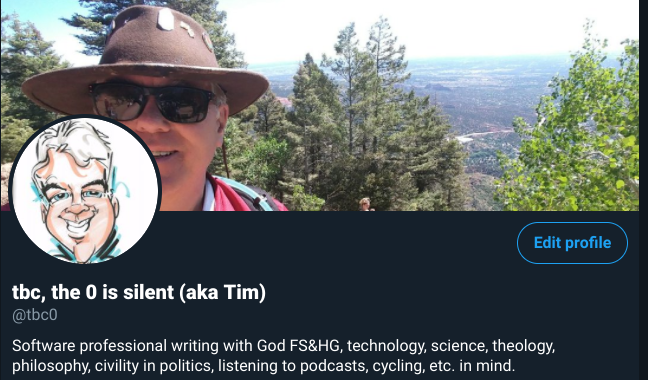 Edit profile
tbc, the 0 is silent (aka Tim)
@tbc0
Software professional writing with God FS&HG, technology, science, theology,
philosophy, civility in politics, listening to podcasts, cycling, etc. in mind.